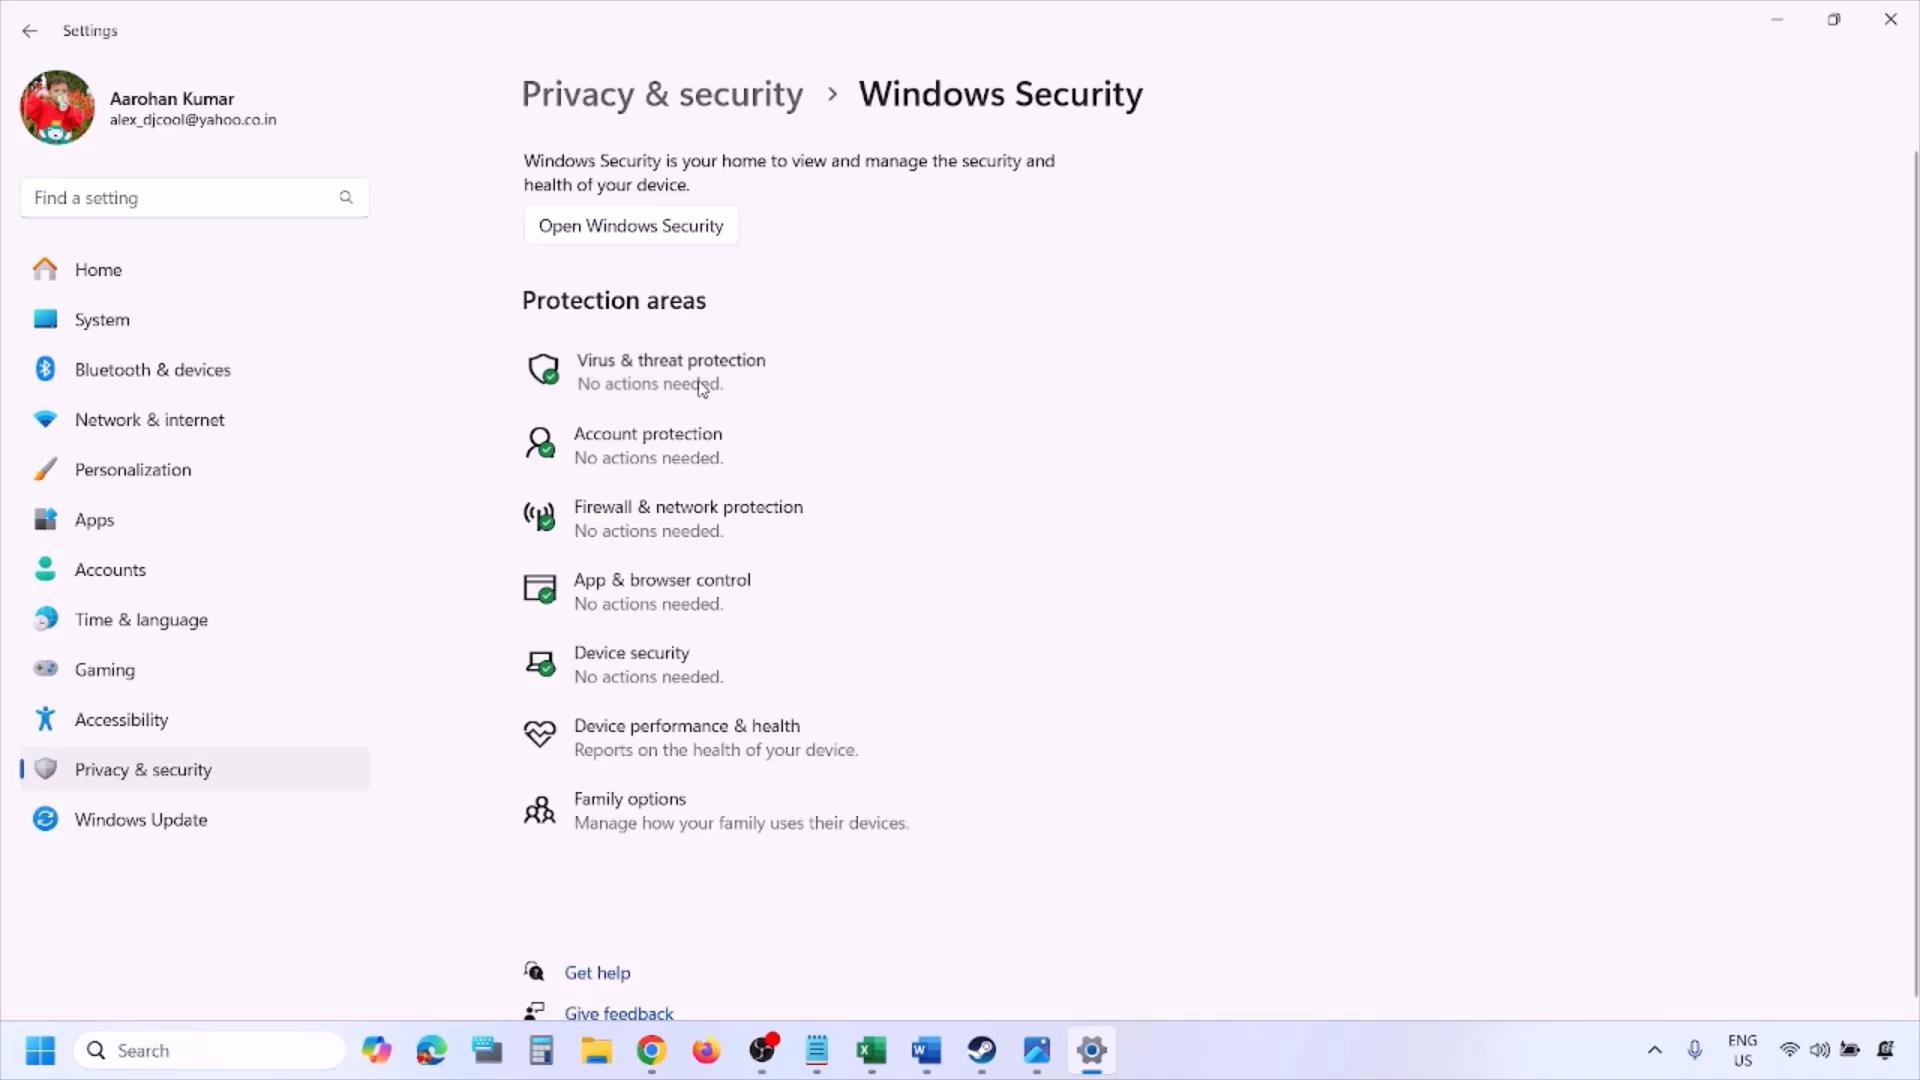 Settings
Aarohan Kumar
alex_djcool@yahoo.co.in
Find a setting
Home
System
Bluetooth & devices
Network & internet
Personalization
Apps
Accounts
Time & language
Gaming
Accessibility
Privacy & security
Windows Update
Privacy & security > Windows Security
Windows Security is your home to view and manage the security and
health of your device.
Open Windows Security
Protection areas
Virus & threat protection
No actions needed.
Account protection
No actions needed.
Firewall & network protection
No actions needed.
App & browser control
No actions needed.
Device security
No actions needed.
Device performance & health
Reports on the health of your device.
Family options
Manage how your family uses their devices.
Get help
Give feedback
Search
ENG
US